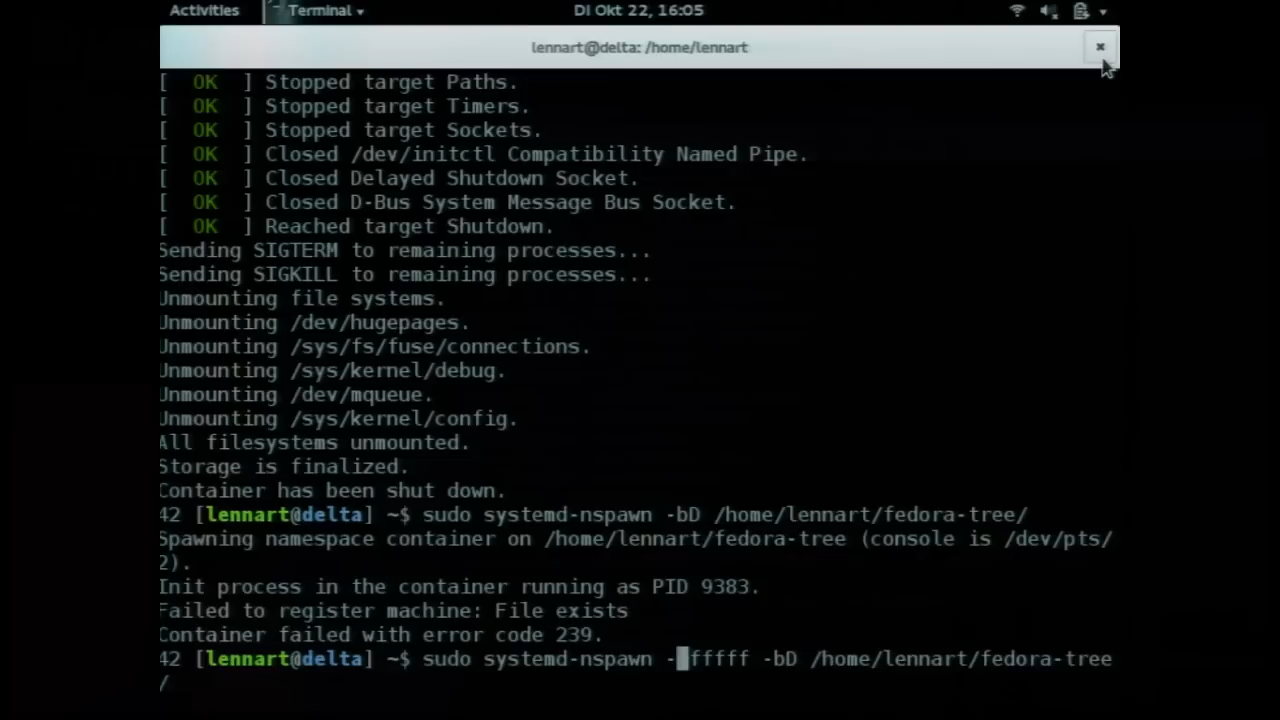 Activities Terminal DI Okt 22, 16:05
lennart@delta: /home/lennart
[ OK ] Stopped target Paths.
[ OK ] Stopped target Timers.
[ OK ] Stopped target Sockets.
[ OK ] Closed /dev/initctl Compatibility Named Pipe.
[ OK ] Closed Delayed Shutdown Socket.
[ OK ] Closed D-Bus System Message Bus Socket.
[ OK ] Reached target Shutdown.
Sending SIGTERM to remaining processes...
Sending SIGKILL to remaining processes...
Unmounting file systems.
Unmounting /dev/hugepages.
Unmounting /sys/fs/fuse/connections.
Unmounting /sys/kernel/debug.
Unmounting /dev/mqueue.
Unmounting /sys/kernel/config.
All filesystems unmounted.
Storage is finalized.
Container has been shut down.
42 [lennart@delta] ~$ sudo systemd-nspawn -bD /home/lennart/fedora-tree/
Spawning namespace container on /home/lennart/fedora-tree (console is /dev/pts/
2).
Init process in the container running as PID 9383.
Failed to register machine: File exists
Container failed with error code 239.
42 [lennart@delta] ~$ sudo systemd-nspawn - fffff -bD /home/lennart/fedora-tree
/